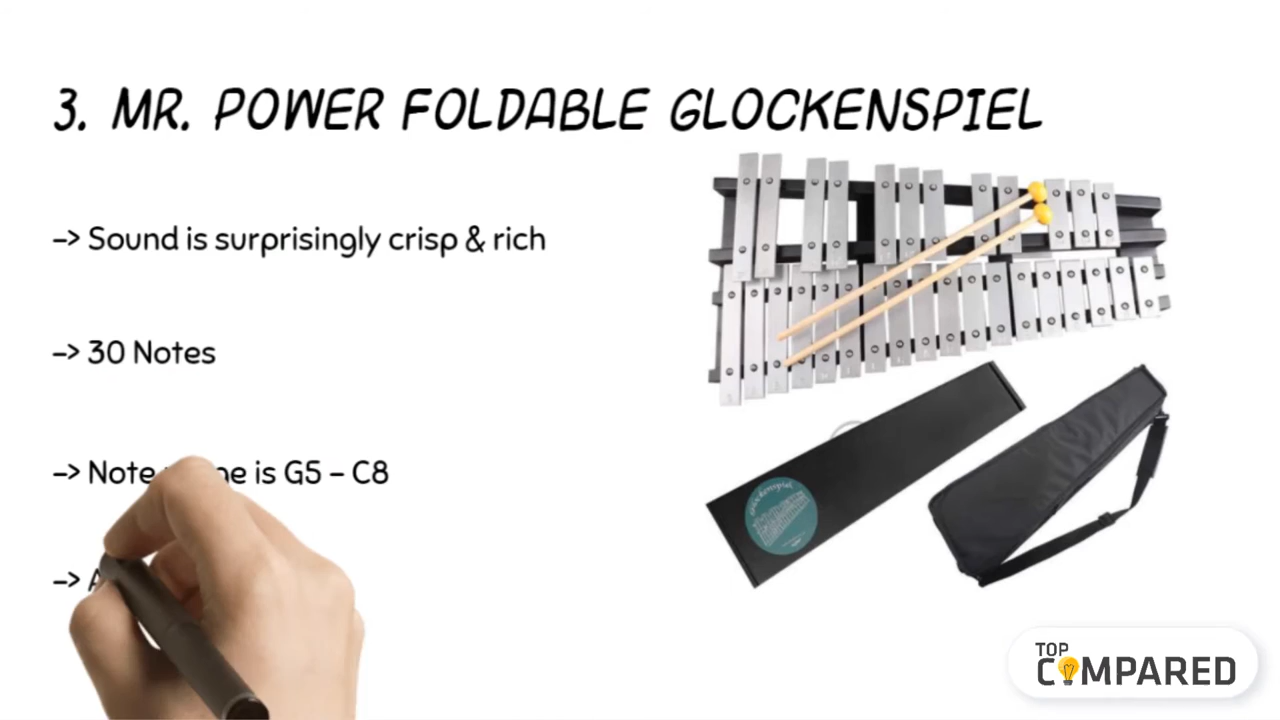 3. MR. POWER FOLDABLE GLOCKENSPIEL
-> Sound is surprisingly crisp & rich
-> 30 Notes
-> Note is G5 – C8
->
TOP
COMPARED